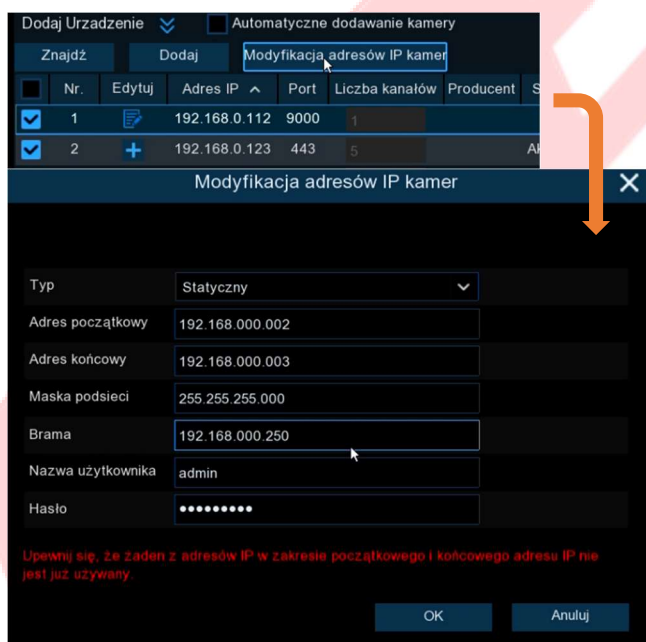 Dodaj Urzadzenie Automatyczne dodawanie kamery
Znajdź Dodaj Modyfikacja adresów IP kamer
Nr. Edytuj Adres IP Port Liczba kanałów Producent S
1 192.168.0.112 9000 1
2 192.168.0.123 443 5
Modyfikacja adresów IP kamer
Typ Statyczny
Adres początkowy 192.168.000.002
Adres końcowy 192.168.000.003
Maska podsieci 255.255.255.000
Brama 192.168.000.250
Nazwa użytkownika admin
Hasło •••••••••
Upewnij się, że żaden z adresów IP w zakresie początkowego i końcowego adresu IP nie
jest już używany.
OK Anuluj